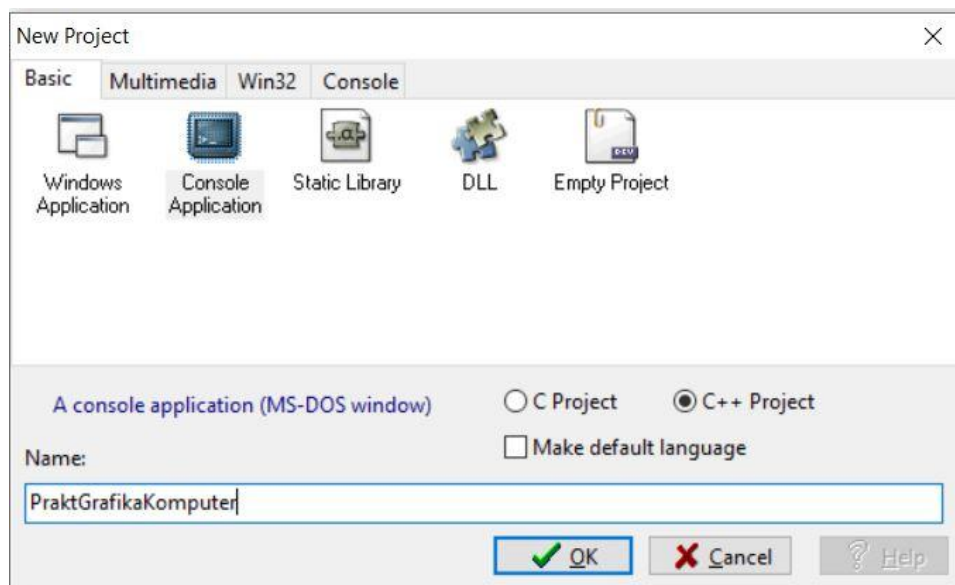 New Project
Basic Multimedia Win32 Console
Windows Application
Console Application
Static Library
DLL
Empty Project
A console application (MS-DOS window)
C Project
C++ Project
Make default language
Name:
PraktGrafikaKomputer
OK
Cancel
Help